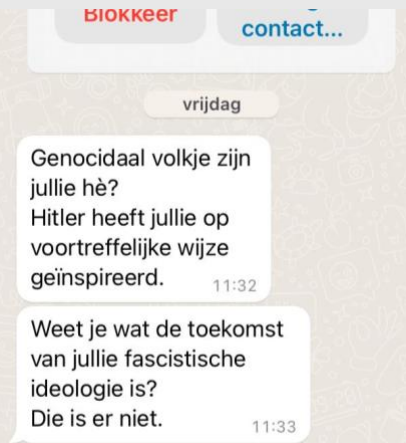 Blokkeer
contact...
vrijdag
Genocidaal volkje zijn
jullie hè?
Hitler heeft jullie op
voortreffelijke wijze
geïnspireerd.
11:32
Weet je wat de toekomst
van jullie fascistische
ideologie is?
Die is er niet.
11:33